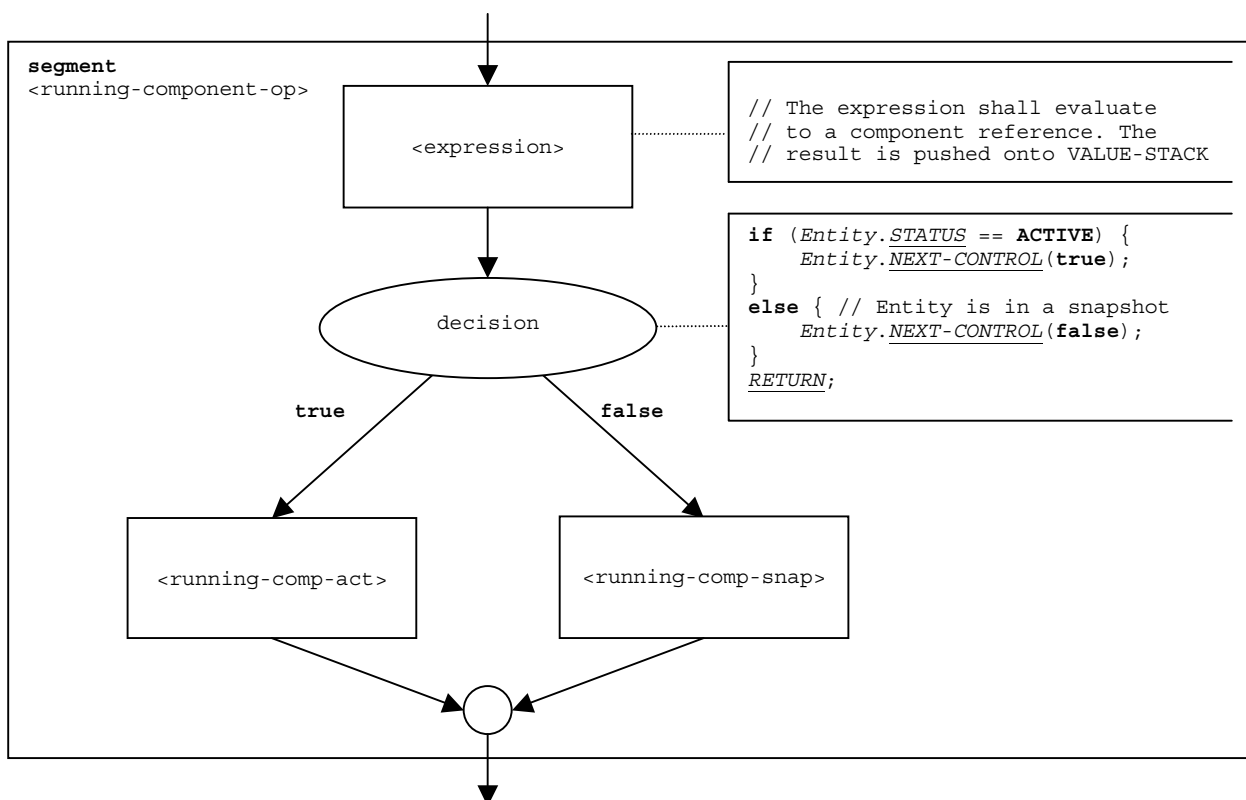 segment
<running-component-op>
<expression>
// The expression shall evaluate
// to a component reference. The
// result is pushed onto VALUE-STACK
decision
if (Entity.STATUS == ACTIVE) {
    Entity.NEXT-CONTROL(true);
}
else { // Entity is in a snapshot
    Entity.NEXT-CONTROL(false);
}
RETURN;
true
false
<running-comp-act>
<running-comp-snap>